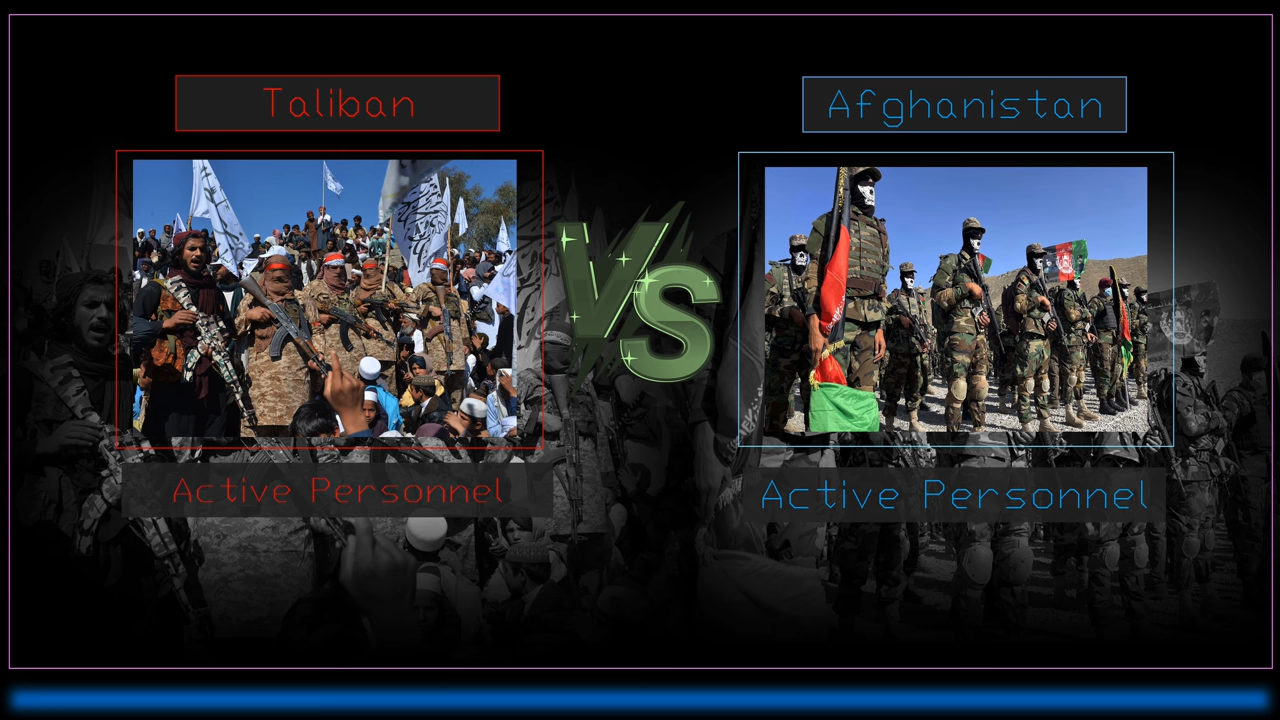 Taliban
Afghanistan
VS
Active Personnel
Active Personnel